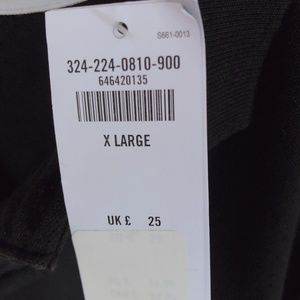 S661-0013
324-224-0810-900
646420135
X LARGE
UK £ 25